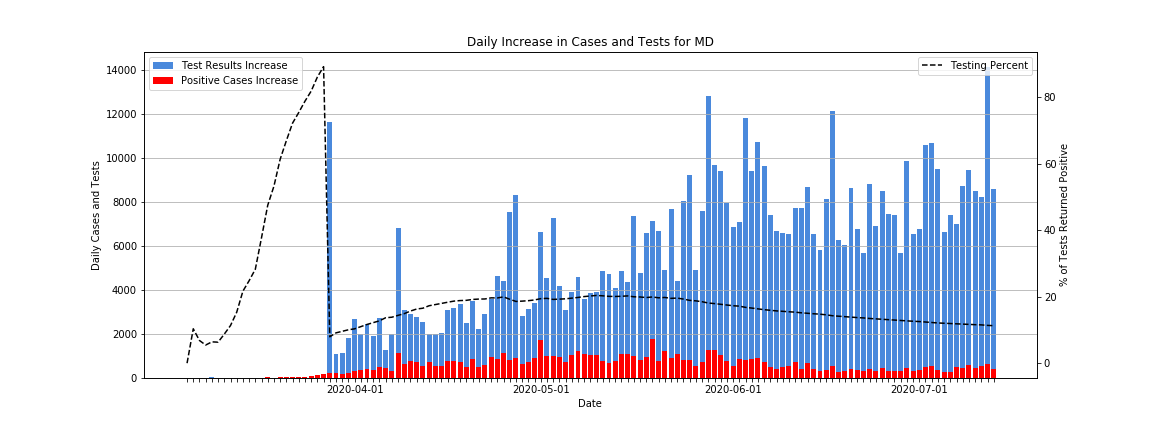 Daily Increase in Cases and Tests for MD
Test Results Increase
Positive Cases Increase
Testing Percent
14000
12000
10000
8000
6000
4000
2000
0
Daily Cases and Tests
80
60
40
20
0
% of Tests Returned Positive
2020-04-01
2020-05-01
2020-06-01
2020-07-01
Date